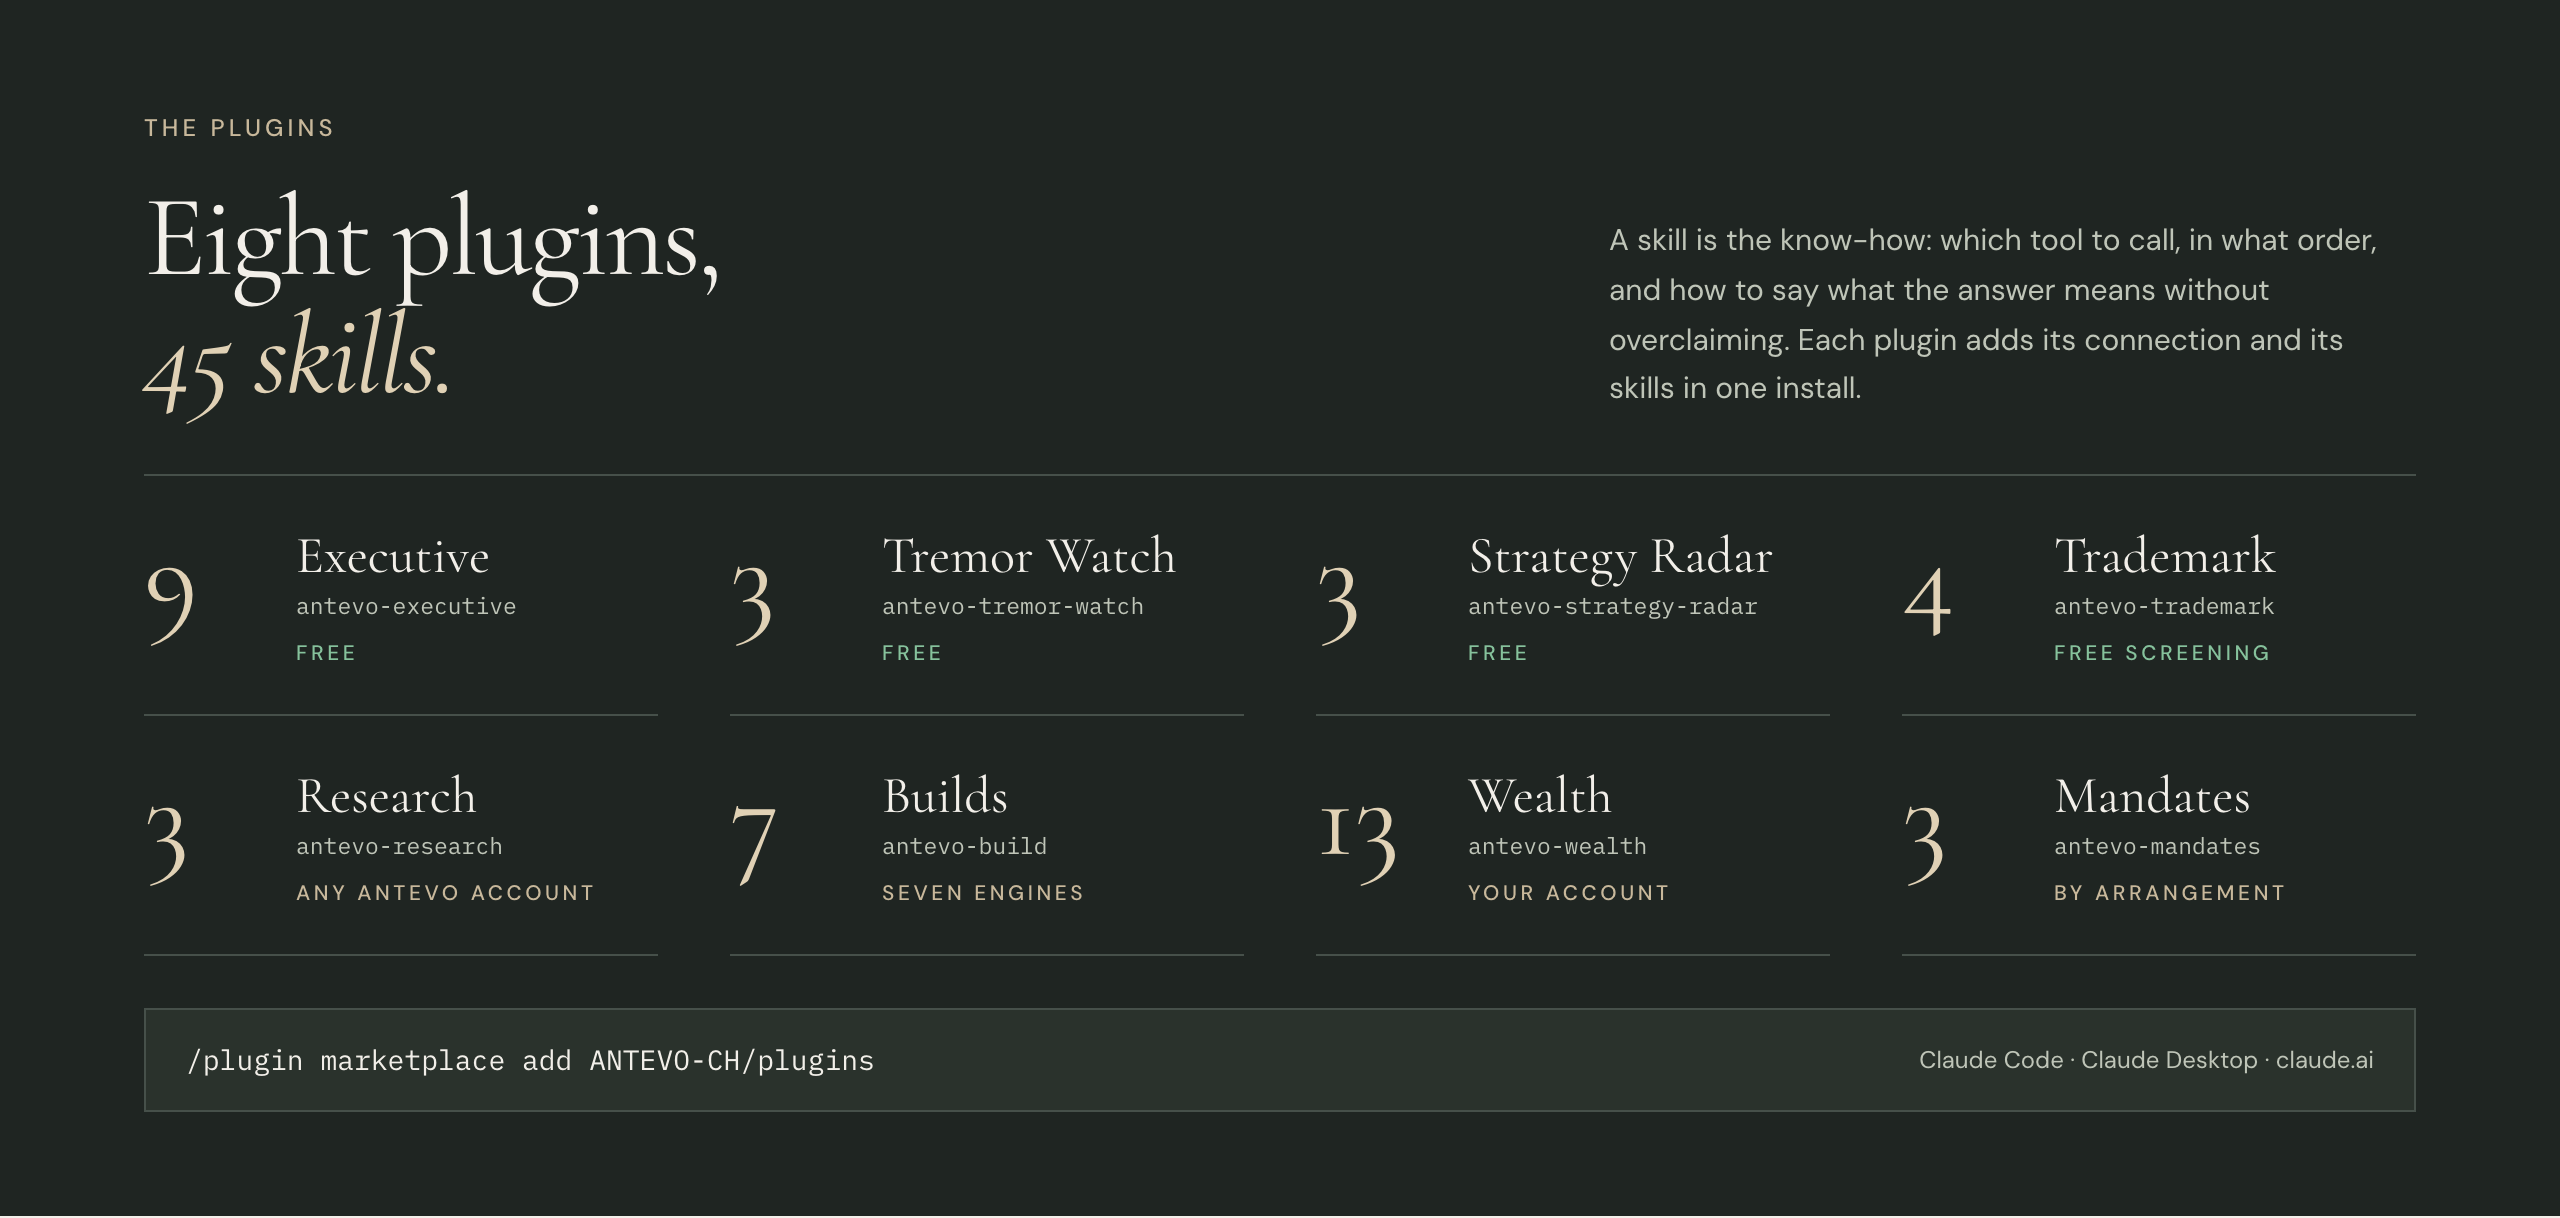 THE PLUGINS
Eight plugins,
45 skills.
A skill is the know-how: which tool to call, in what order,
and how to say what the answer means without
overclaiming. Each plugin adds its connection and its
skills in one install.
9
Executive
antevo-executive
FREE
3
Tremor Watch
antevo-tremor-watch
FREE
3
Strategy Radar
antevo-strategy-radar
FREE
4
Trademark
antevo-trademark
FREE SCREENING
3
Research
antevo-research
ANY ANTEVO ACCOUNT
7
Builds
antevo-build
SEVEN ENGINES
13
Wealth
antevo-wealth
YOUR ACCOUNT
3
Mandates
antevo-mandates
BY ARRANGEMENT
/plugin marketplace add ANTEVO-CH/plugins
Claude Code · Claude Desktop · claude.ai